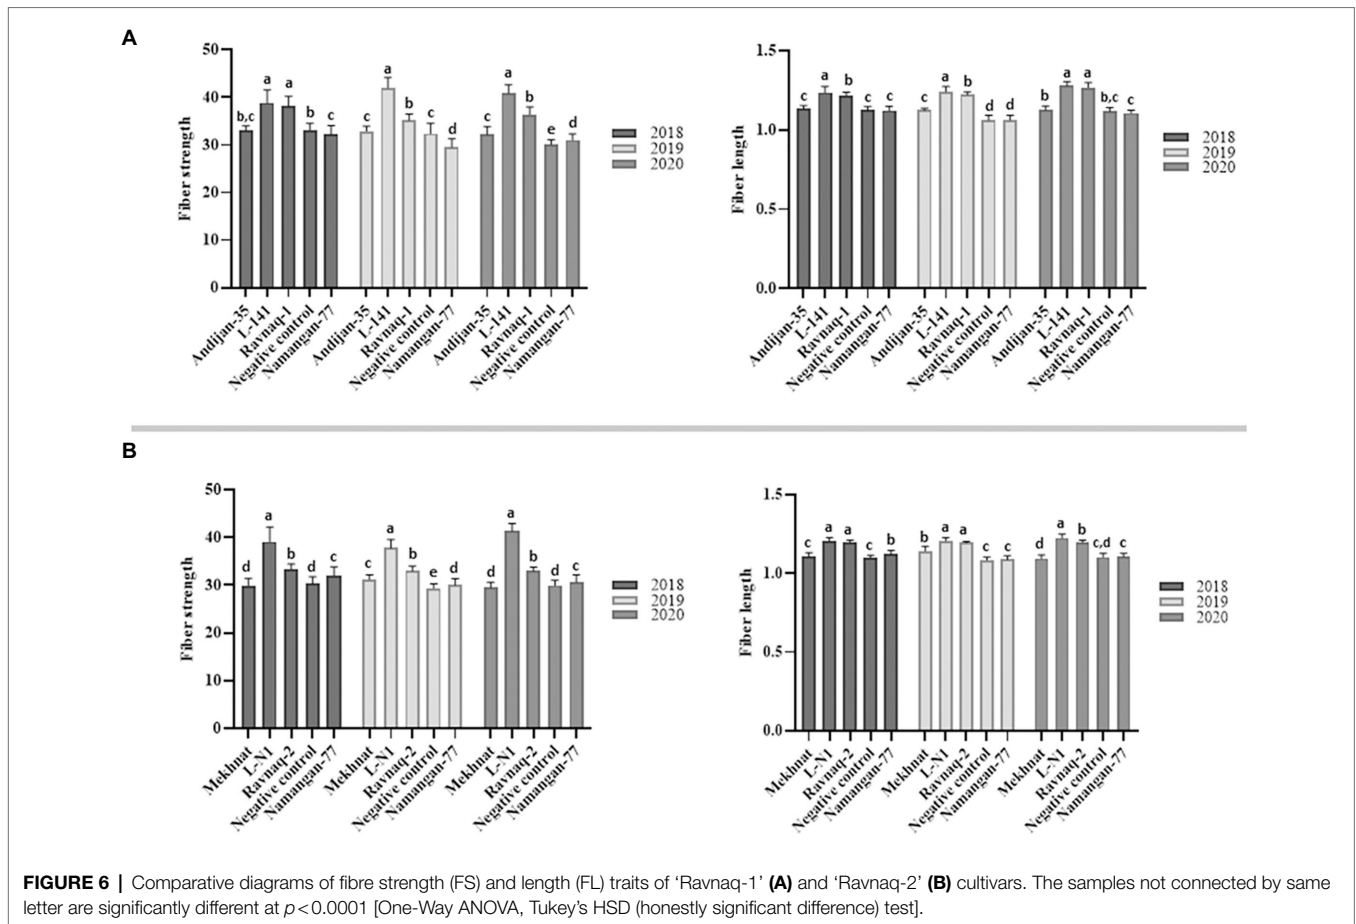 A
50
40
30
20
10
0
Fiber strength
b,c a a b c
c a b c d
c a b e d
Andijan-35 L-141 Ravnaq-1 Negative control Namangan-77
Andijan-35 L-141 Ravnaq-1 Negative control Namangan-77
Andijan-35 L-141 Ravnaq-1 Negative control Namangan-77
2018
2019
2020
1.5
1.0
0.5
0.0
Fiber length
c a b c c
c a b d d
b a a b,c c
Andijan-35 L-141 Ravnaq-1 Negative control Namangan-77
Andijan-35 L-141 Ravnaq-1 Negative control Namangan-77
Andijan-35 L-141 Ravnaq-1 Negative control Namangan-77
2018
2019
2020
B
50
40
30
20
10
0
Fiber strength
d a b d c
c a b e d
d a b d c
Mekhnat L-N1 Ravnaq-2 Negative control Namangan-77
Mekhnat L-N1 Ravnaq-2 Negative control Namangan-77
Mekhnat L-N1 Ravnaq-2 Negative control Namangan-77
2018
2019
2020
1.5
1.0
0.5
0.0
Fiber length
c a a c b
b a a c c
d a b c,d c
Mekhnat L-N1 Ravnaq-2 Negative control Namangan-77
Mekhnat L-N1 Ravnaq-2 Negative control Namangan-77
Mekhnat L-N1 Ravnaq-2 Negative control Namangan-77
2018
2019
2020
FIGURE 6 | Comparative diagrams of fibre strength (FS) and length (FL) traits of ‘Ravnaq-1’ (A) and ‘Ravnaq-2’ (B) cultivars. The samples not connected by same
letter are significantly different at p<0.0001 [One-Way ANOVA, Tukey’s HSD (honestly significant difference) test].